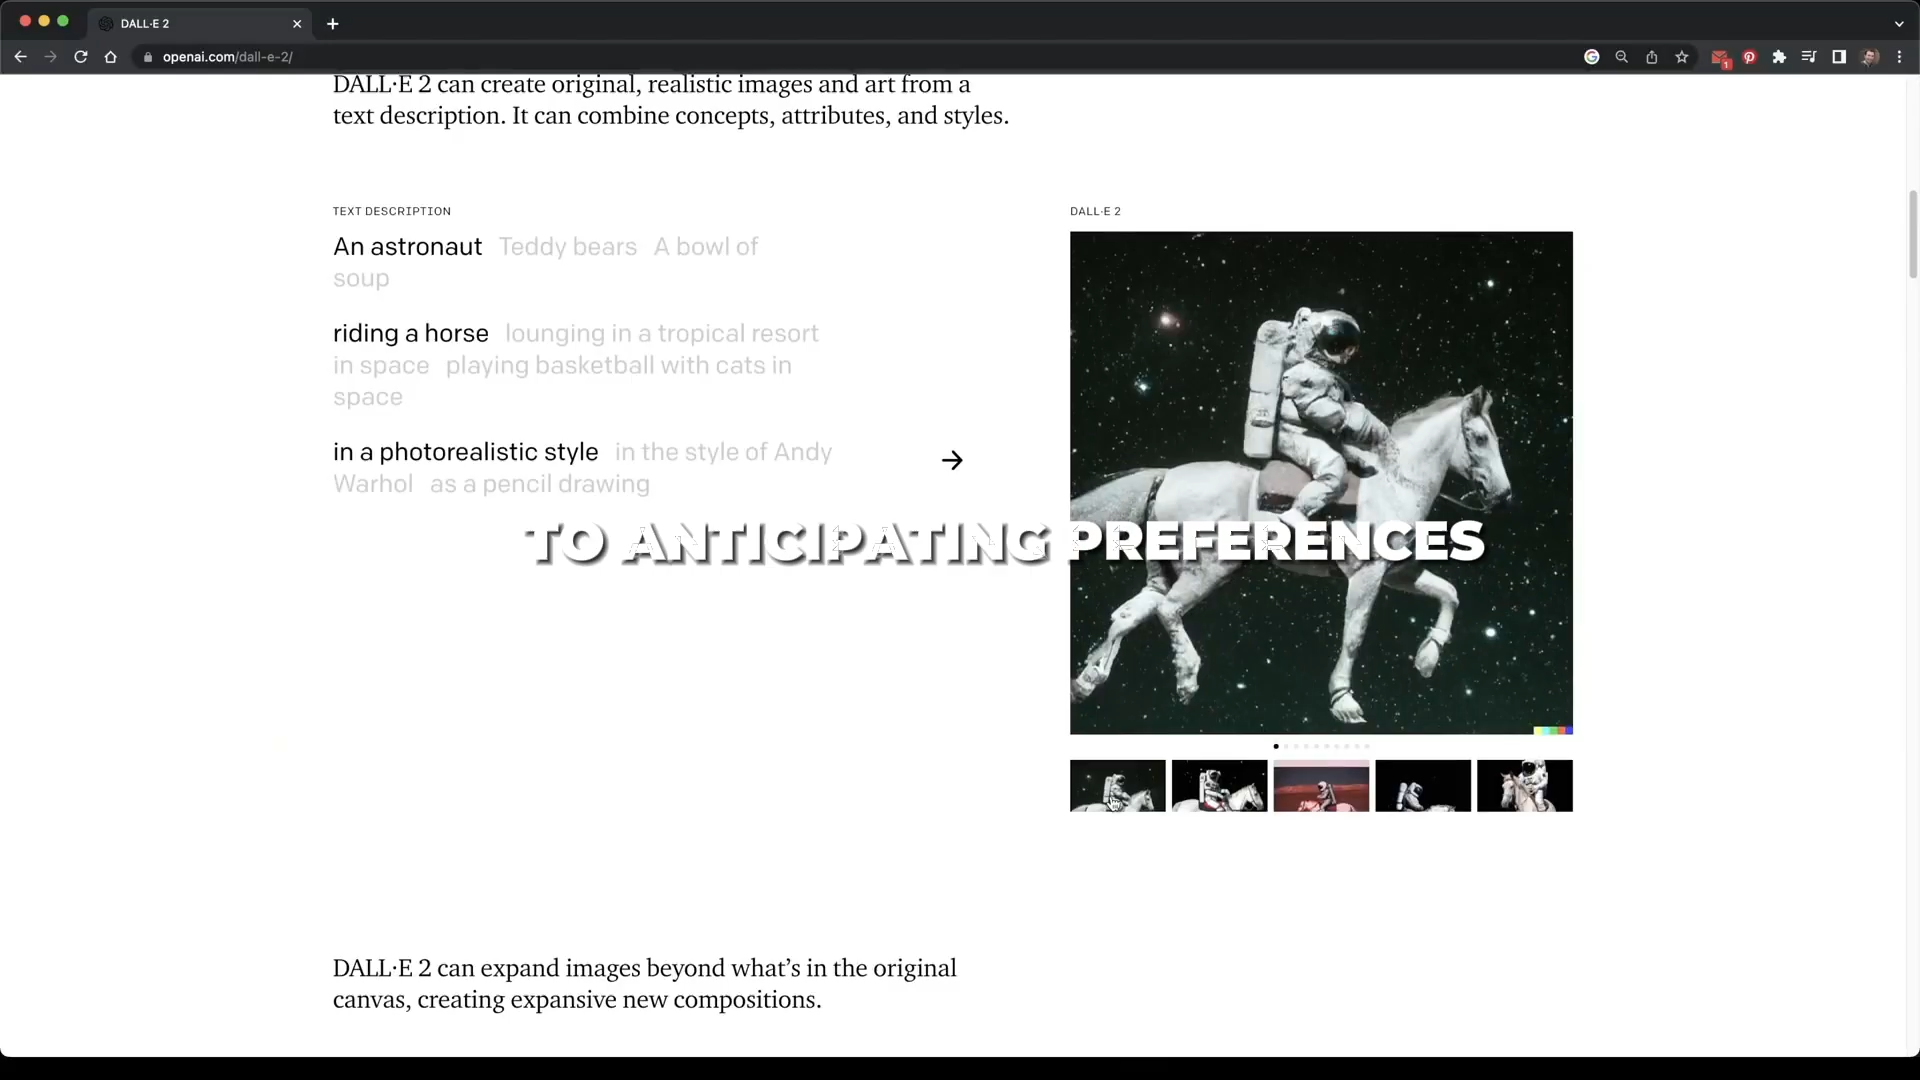 DALL·E 2
openai.com/dall-e-2/
1
DALL·E 2 can create original, realistic images and art from a
text description. It can combine concepts, attributes, and styles.
TEXT DESCRIPTION
An astronaut Teddy bears A bowl of
soup
riding a horse lounging in a tropical resort
in space playing basketball with cats in
space
in a photorealistic style in the style of Andy
Warhol as a pencil drawing
DALL·E 2
TO ANTICIPATING PREFERENCES
DALL·E 2 can expand images beyond what’s in the original
canvas, creating expansive new compositions.